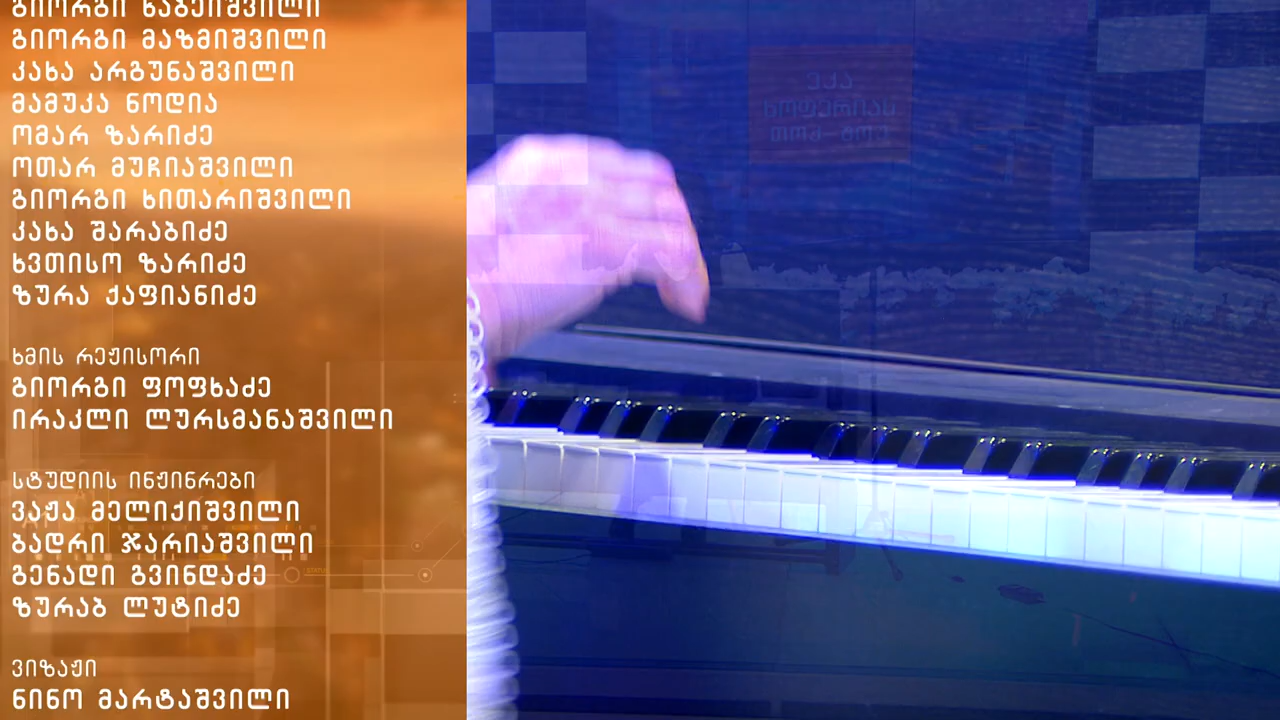 გიორგი მაზმიშვილი
კახა არგუნაშვილი
მამუკა ნოდია
ომარ ზარიძე
ოთარ მუჩიაშვილი
გიორგი ხითარიშვილი
კახა შარაბიძე
ხვთისო ზარიძე
ზურა ქაფიანიძე
ხმის რეჟისორი
გიორგი ფოფხაძე
ირაკლი ლურსმანაშვილი
სტუდიის ინჟინრები
ვაჟა მელიქიშვილი
ბადრი ჯარიაშვილი
გენადი გვინდაძე
ზურაბ ლუტიძე
ვიზაჟი
ნინო მარტაშვილი